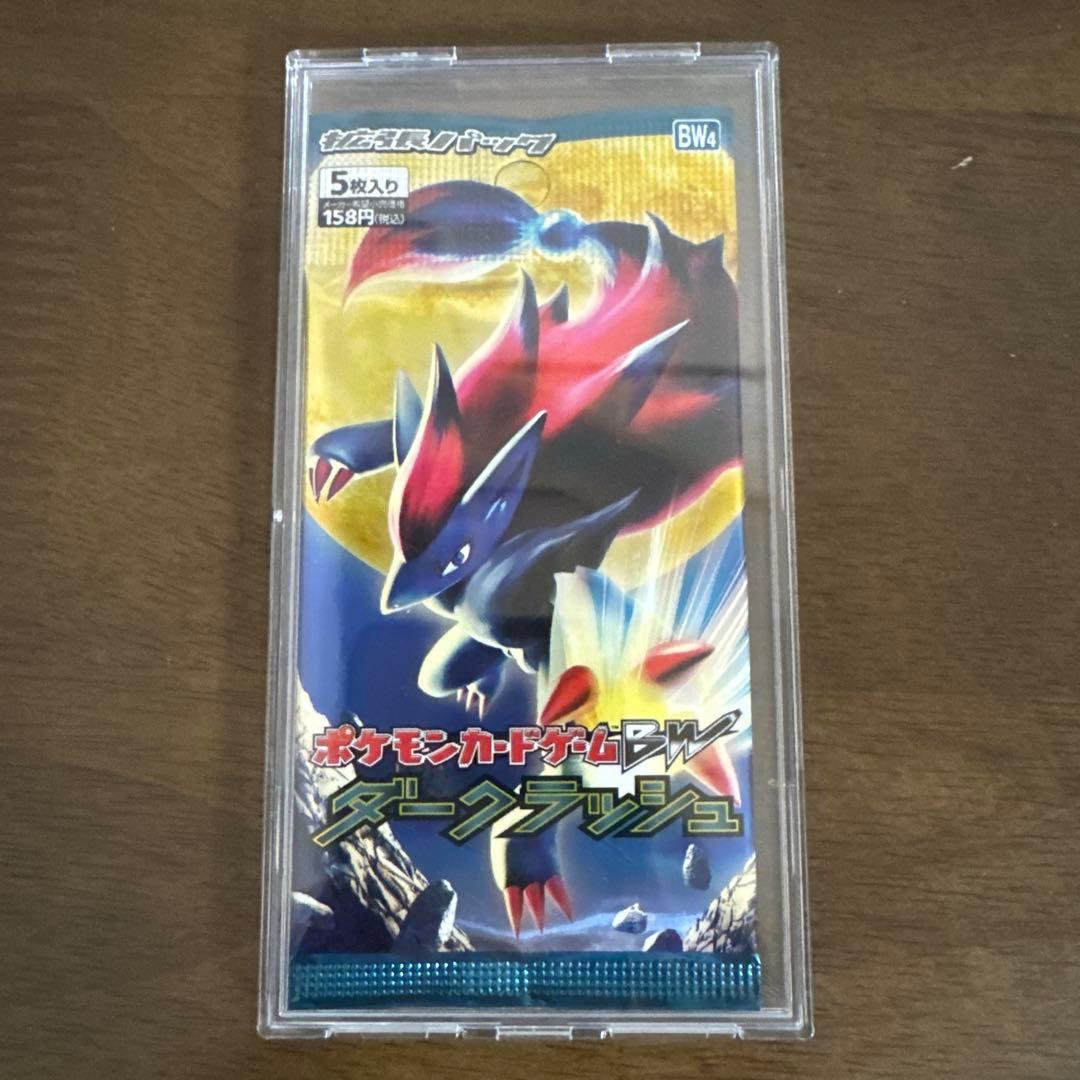 拡張パック
BW4
5枚入り
メーカー希望小売価格
158円(税込)
ポケモンカードゲームBW
ダークラッシュ